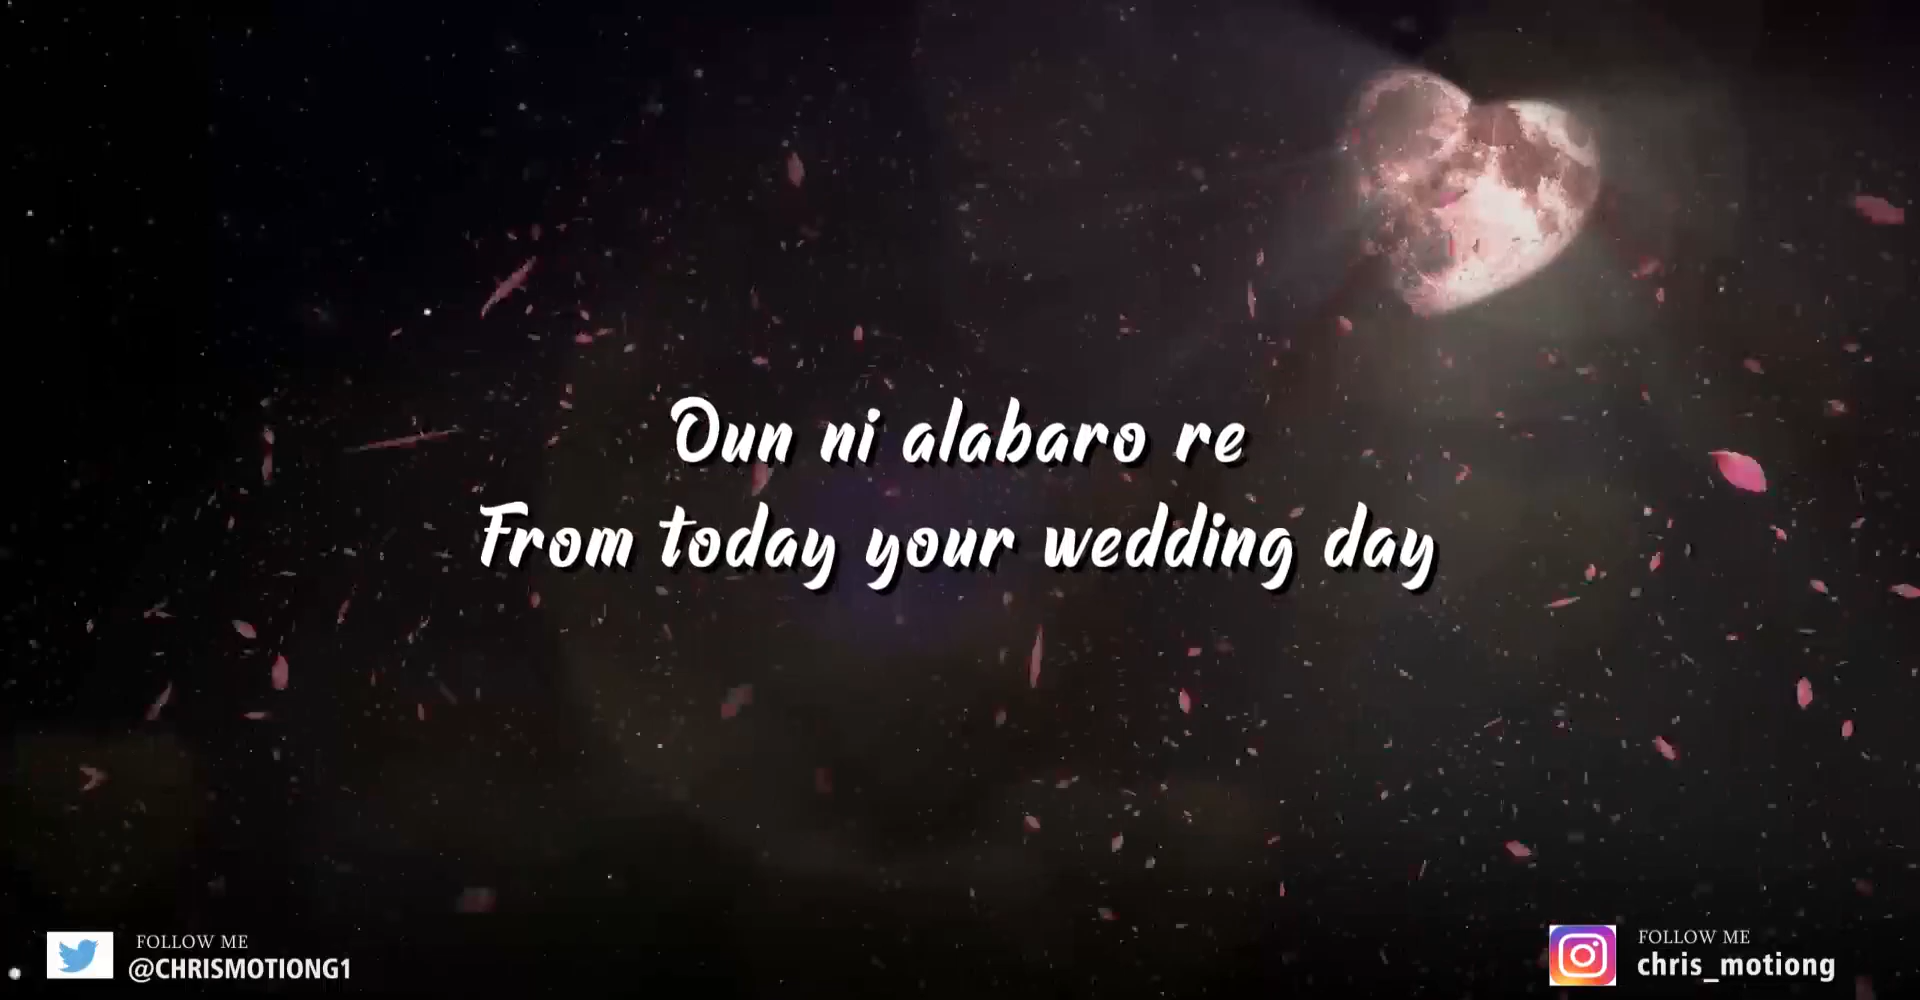 Oun ni alabaro re
From today your wedding day
FOLLOW ME
@CHRISMOTIONG1
FOLLOW ME
chris_motiong